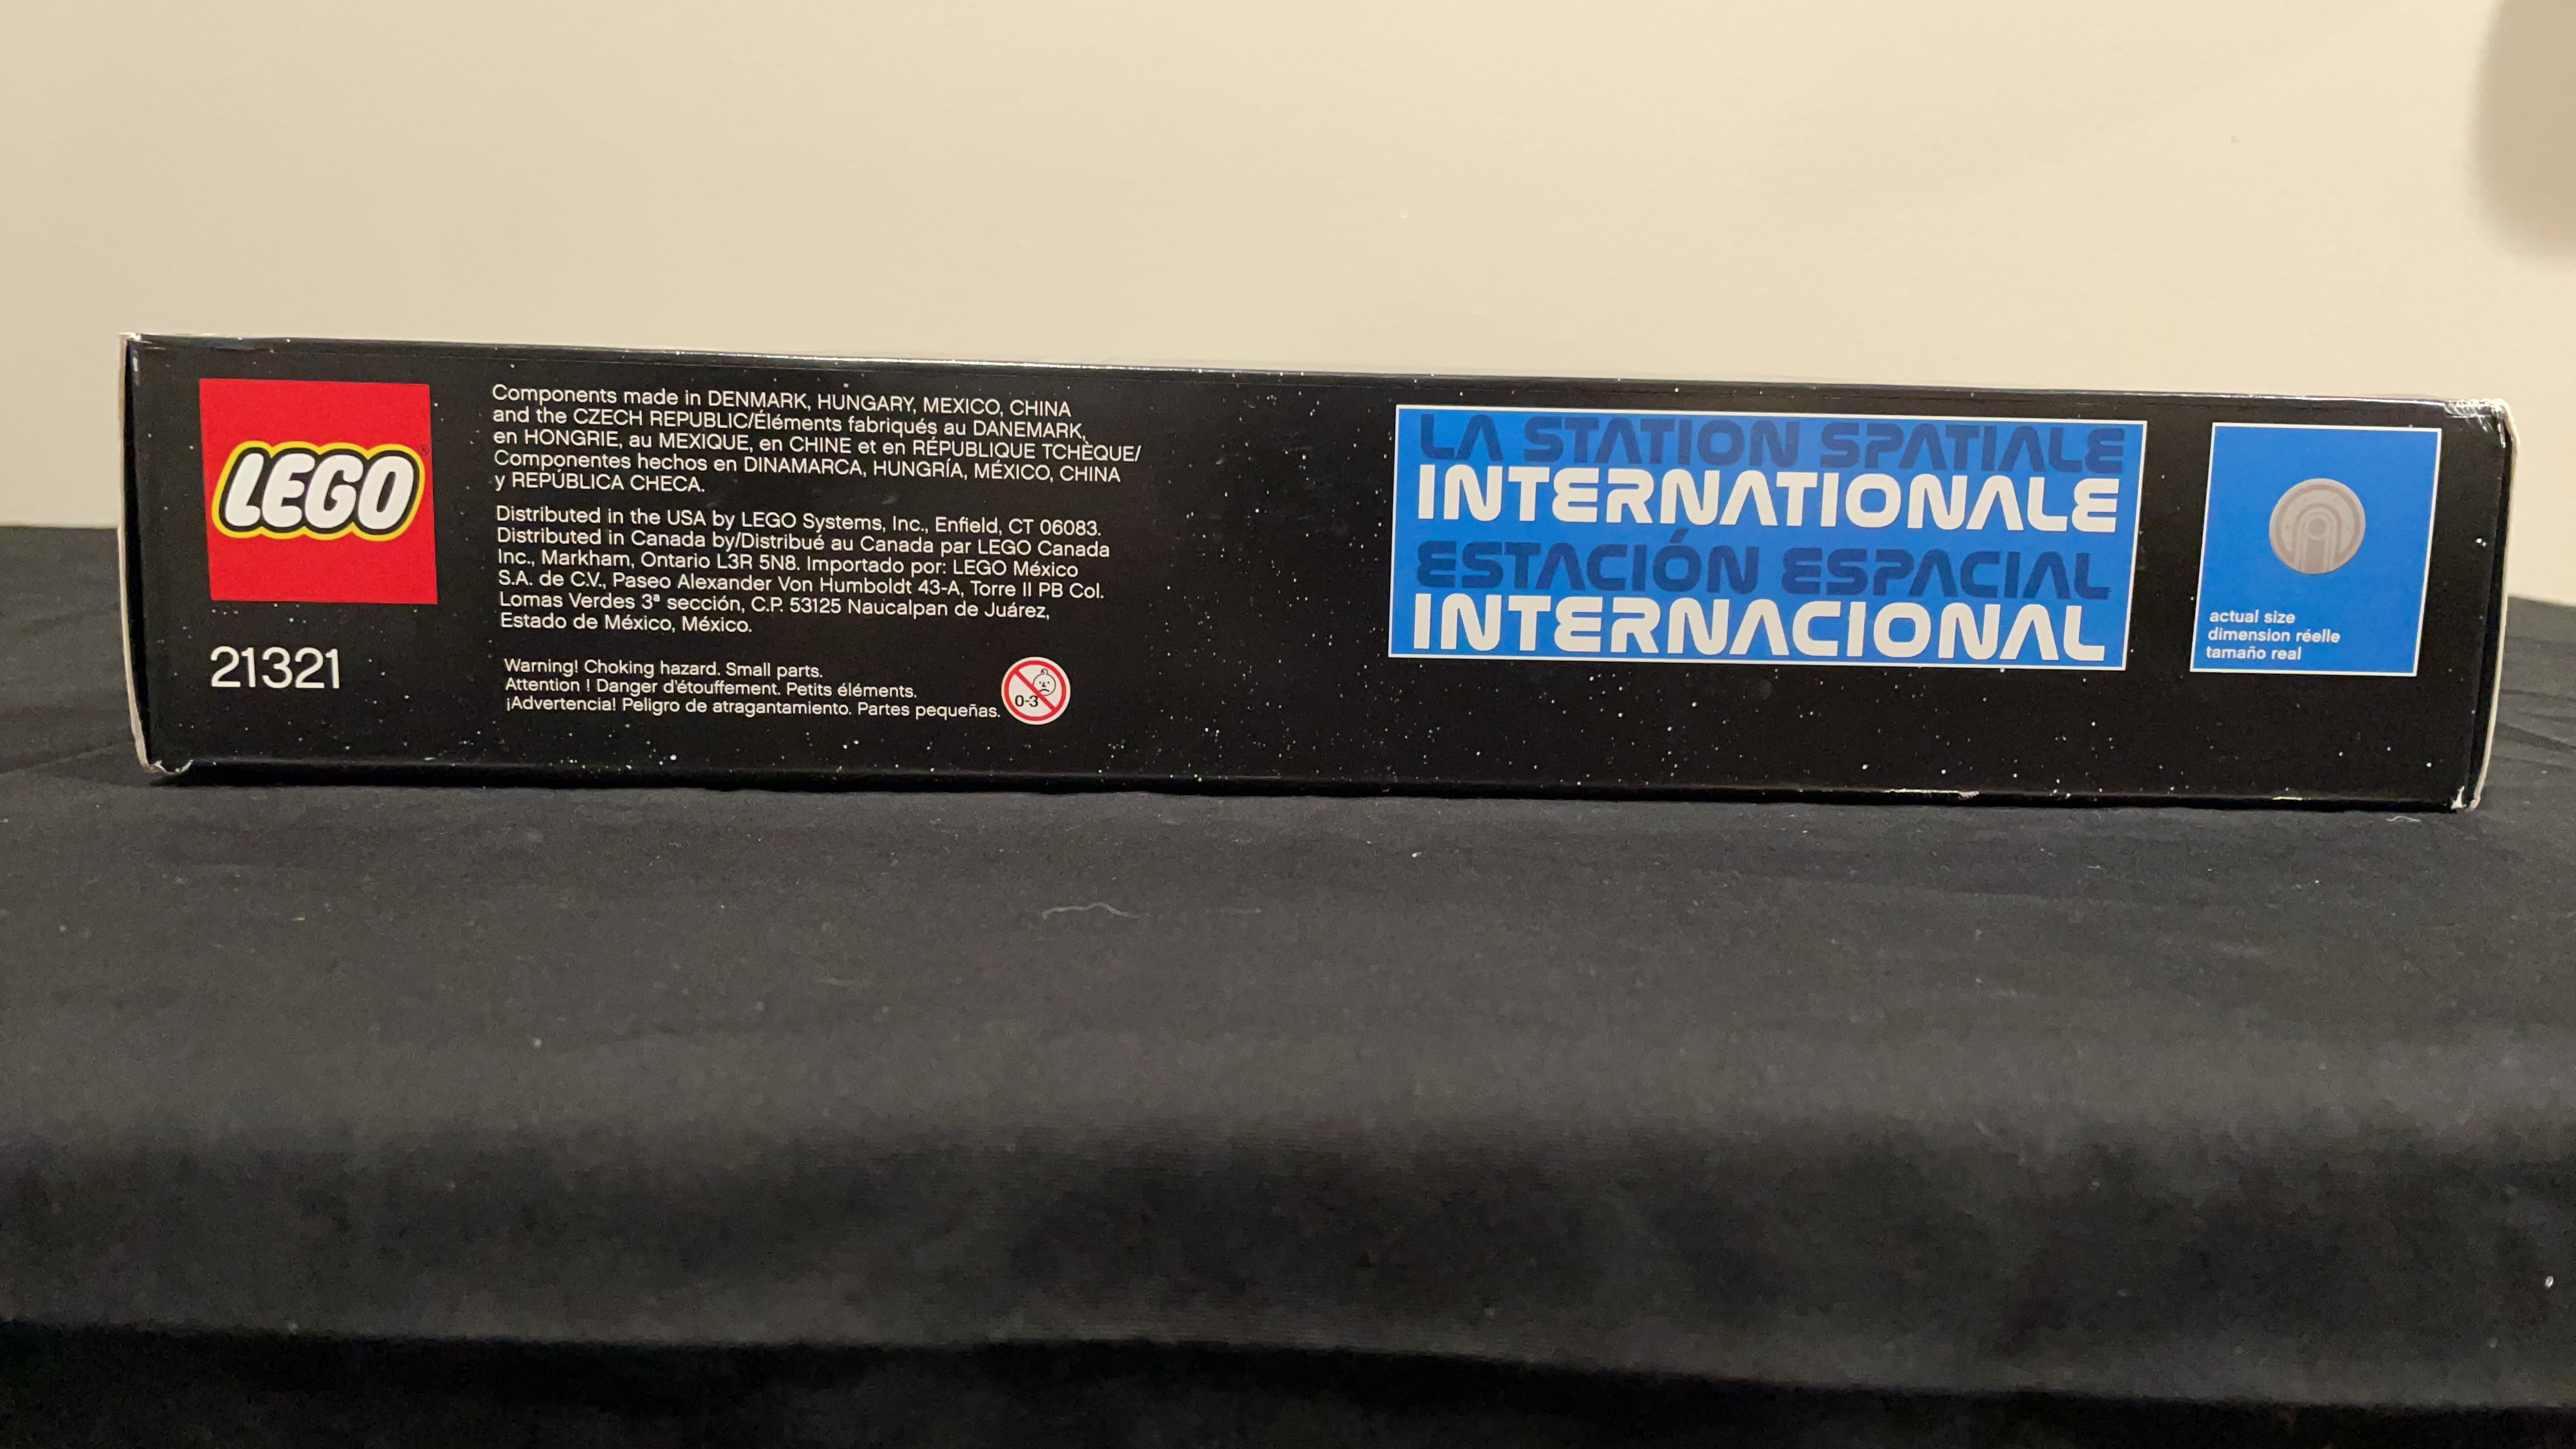 LEGO
21321
Components made in DENMARK, HUNGARY, MEXICO, CHINA
and the CZECH REPUBLIC/Éléments fabriqués au DANEMARK,
en HONGRIE, au MEXIQUE, en CHINE et en RÉPUBLIQUE TCHÈQUE/
Componentes hechos en DINAMARCA, HUNGRÍA, MÉXICO, CHINA
y REPÚBLICA CHECA.
Distributed in the USA by LEGO Systems, Inc., Enfield, CT 06083.
Distributed in Canada by/Distribué au Canada par LEGO Canada
Inc., Markham, Ontario L3R 5N8. Importado por: LEGO México
S.A. de C.V., Paseo Alexander Von Humboldt 43-A, Torre II PB Col.
Lomas Verdes 3ª sección, C.P. 53125 Naucalpan de Juárez,
Estado de México, México.
Warning! Choking hazard. Small parts.
Attention ! Danger d'étouffement. Petits éléments.
¡Advertencia! Peligro de atragantamiento. Partes pequeñas.
0-3
LA STATION SPATIALE
INTERNATIONALE
ESTACIÓN ESPACIAL
INTERNACIONAL
actual size
dimension réelle
tamaño real